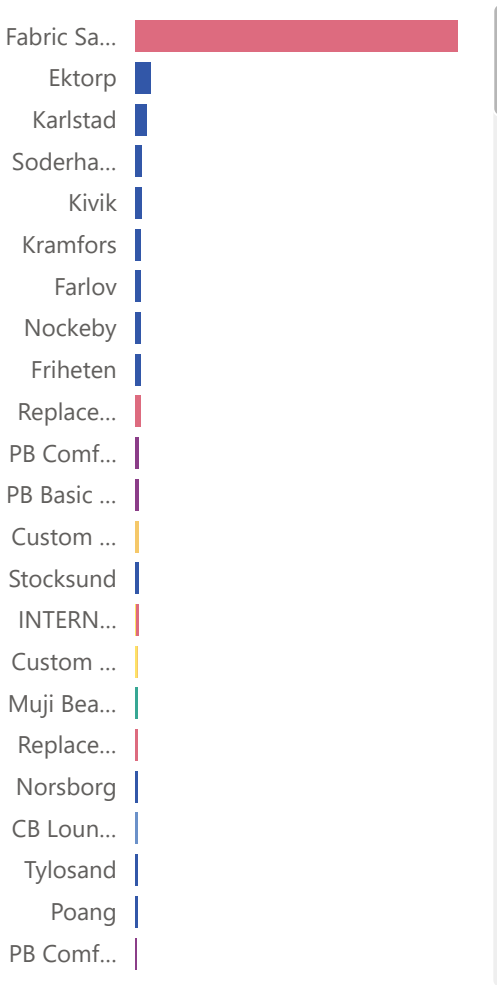 Fabric Sa...
Ektorp
Karlstad
Soderha...
Kivik
Kramfors
Farlov
Nockeby
Friheten
Replace...
PB Comf...
PB Basic ...
Custom ...
Stocksund
INTERN...
Custom ...
Muji Bea...
Replace...
Norsborg
CB Loun...
Tylosand
Poang
PB Comf...